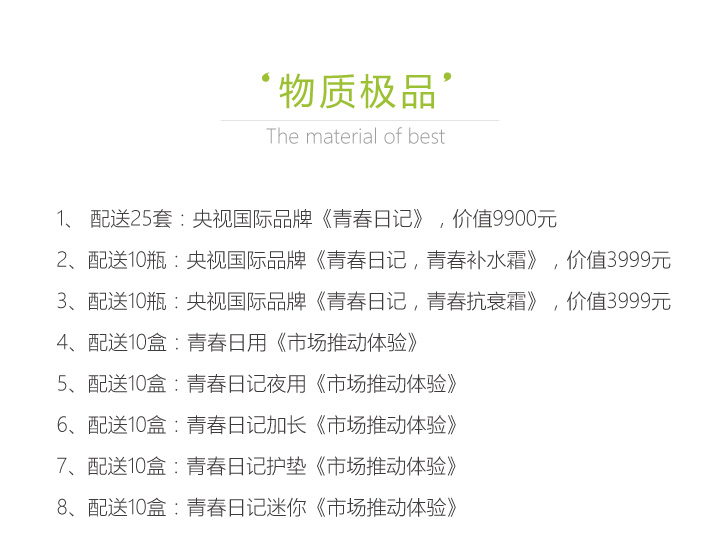 ‘物质极品’
The material of best
1、 配送25套：央视国际品牌《青春日记》，价值9900元
2、配送10瓶：央视国际品牌《青春日记，青春补水霜》，价值3999元
3、配送10瓶：央视国际品牌《青春日记，青春抗衰霜》，价值3999元
4、配送10盒：青春日用《市场推动体验》
5、配送10盒：青春日记夜用《市场推动体验》
6、配送10盒：青春日记加长《市场推动体验》
7、配送10盒：青春日记护垫《市场推动体验》
8、配送10盒：青春日记迷你《市场推动体验》